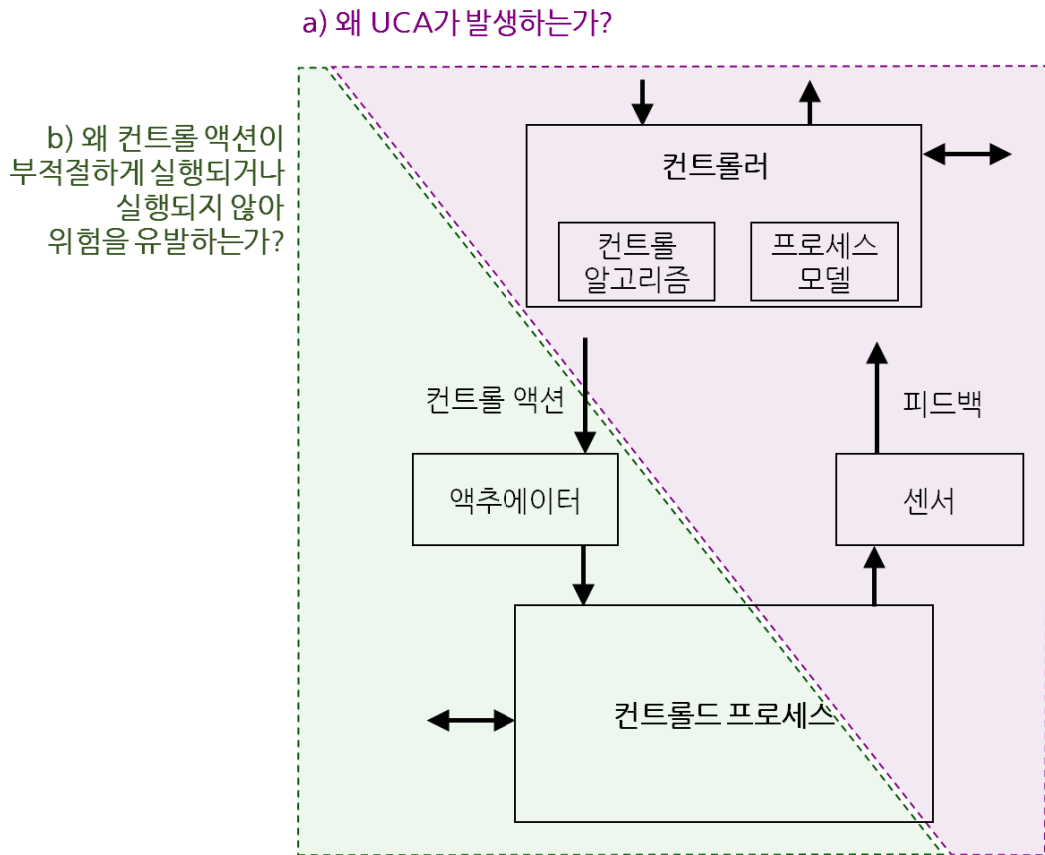 a) 왜 UCA가 발생하는가?
b) 왜 컨트롤 액션이
부적절하게 실행되거나
실행되지 않아
위험을 유발하는가?
컨트롤러
컨트롤
알고리즘
프로세스
모델
컨트롤 액션
피드백
액추에이터
센서
컨트롤드 프로세스